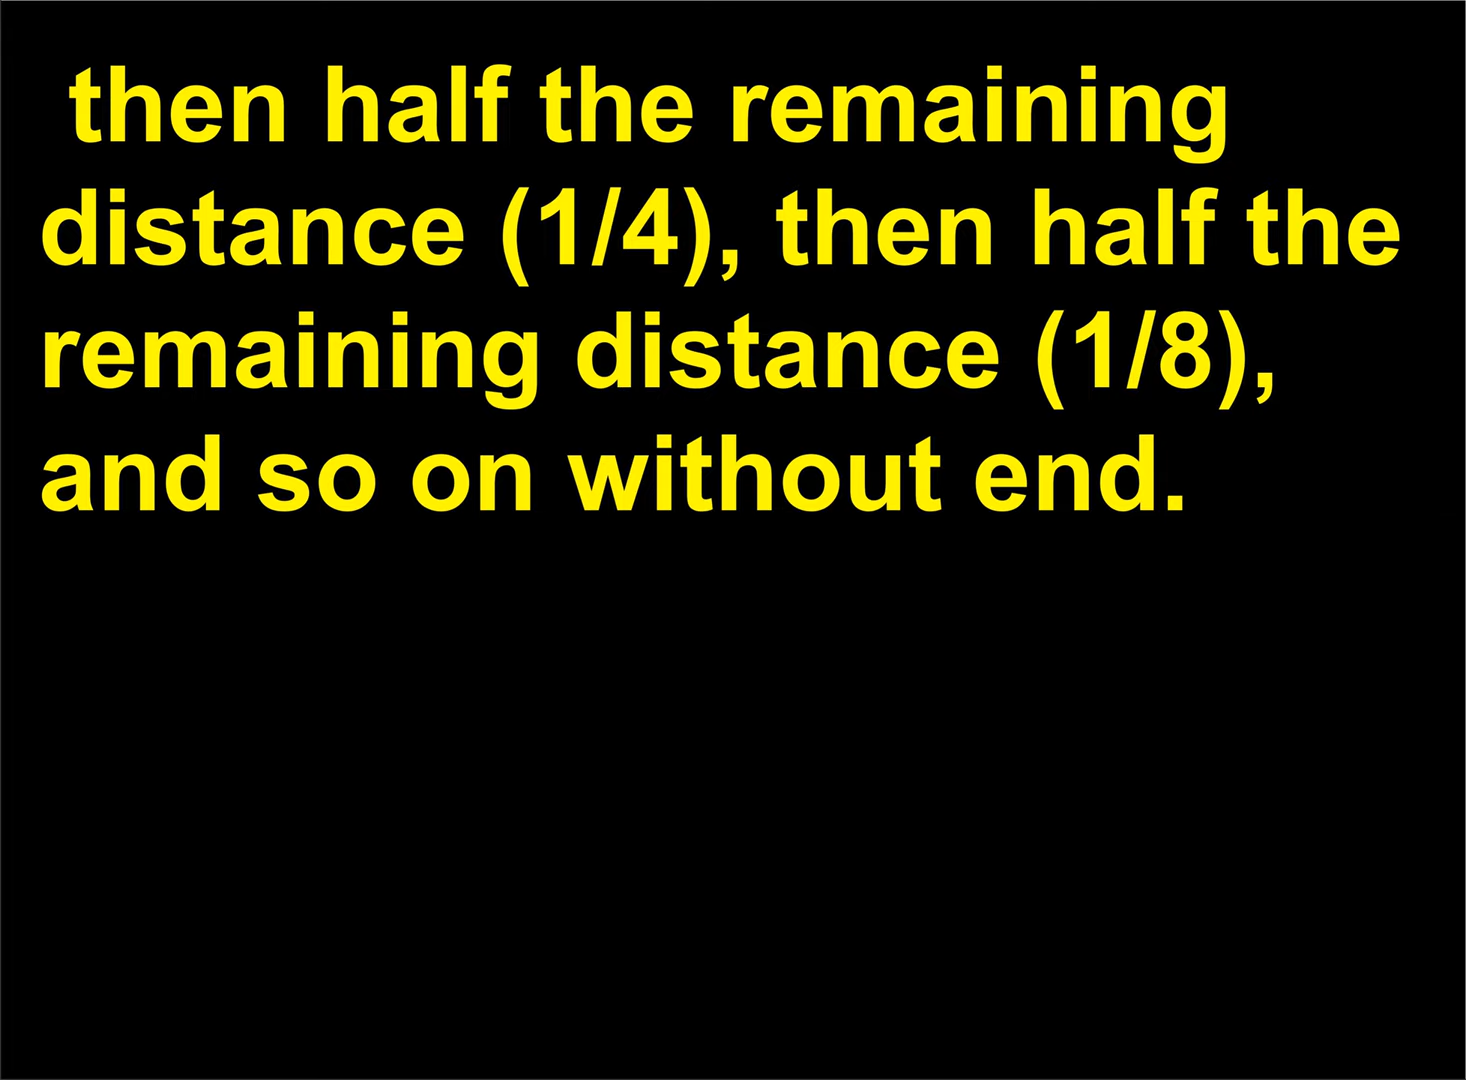 then half the remaining
distance (1/4), then half the
remaining distance (1/8),
and so on without end.